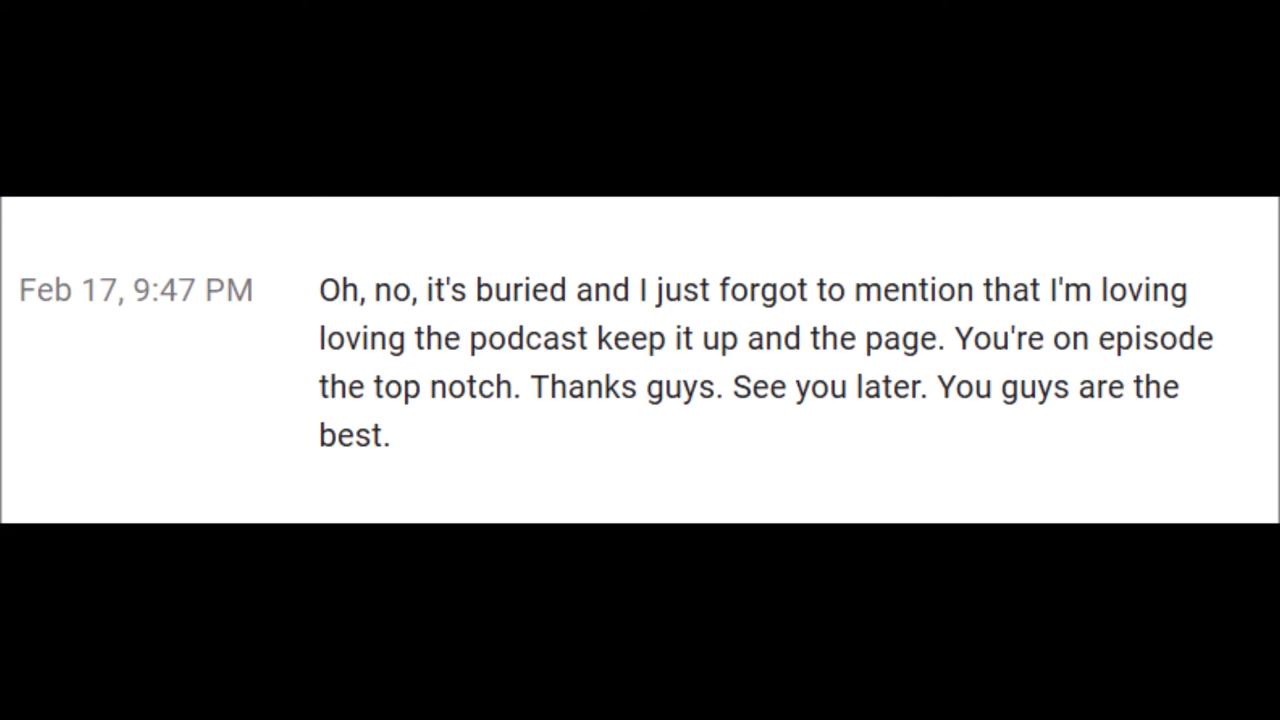 Feb 17, 9:47 PM
Oh, no, it's buried and I just forgot to mention that I'm loving
loving the podcast keep it up and the page. You're on episode
the top notch. Thanks guys. See you later. You guys are the
best.